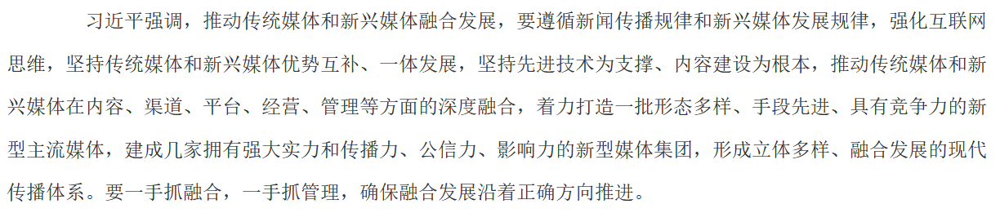 习近平强调，推动传统媒体和新兴媒体融合发展，要遵循新闻传播规律和新兴媒体发展规律，强化互联网
思维，坚持传统媒体和新兴媒体优势互补、一体发展，坚持先进技术为支撑、内容建设为根本，推动传统媒体和新
兴媒体在内容、渠道、平台、经营、管理等方面的深度融合，着力打造一批形态多样、手段先进、具有竞争力的新
型主流媒体，建成几家拥有强大实力和传播力、公信力、影响力的新型媒体集团，形成立体多样、融合发展的现代
传播体系。要一手抓融合，一手抓管理，确保融合发展沿着正确方向推进。